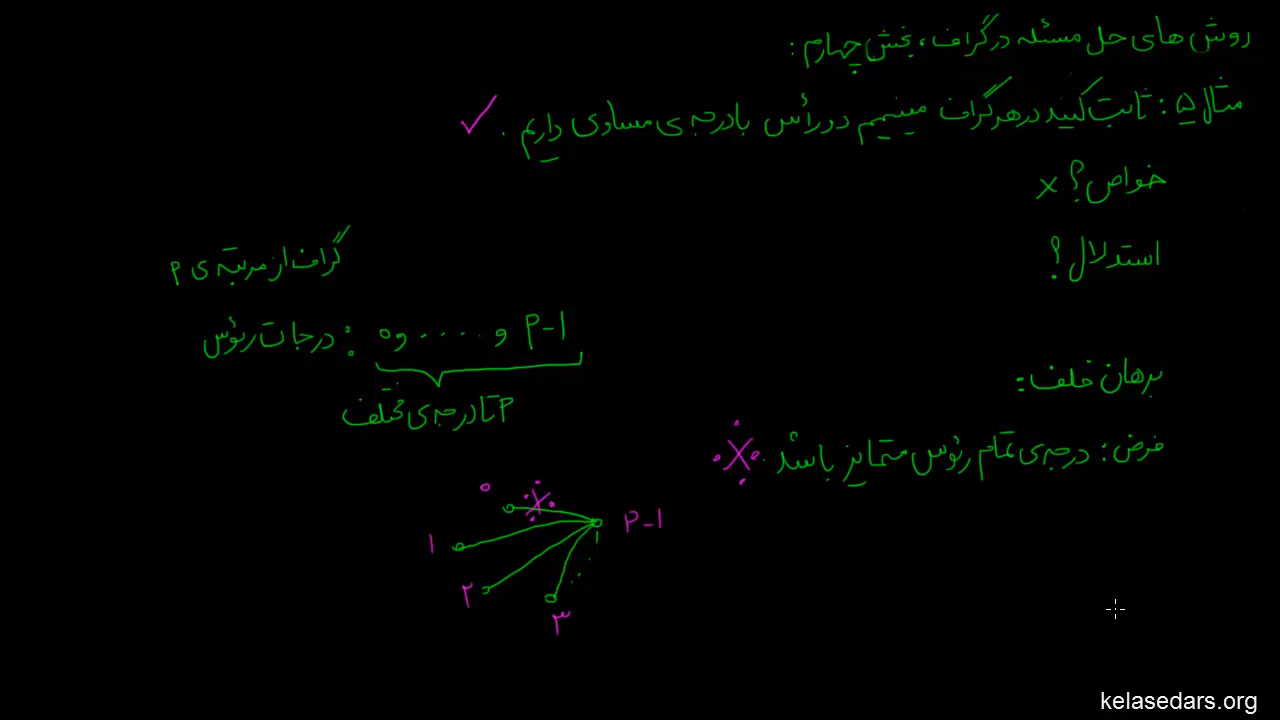 روش های حل مسئله در گراف، بخش چهارم:
مثال ۵: ثابت کنید در هر گراف مینیمم دو رأس با درجه ی مساوی داریم.
خواص؟ ×
استدلال؟
گراف از مرتبه ی P
درجات رئوس: ۰ و .... و P-۱
P تا درجه ی مختلف
برهان خلف:
فرض: درجه ی تمام رئوس متمایز باشد.
۰
۱
۲
۳
P-۱
kelasedars.org